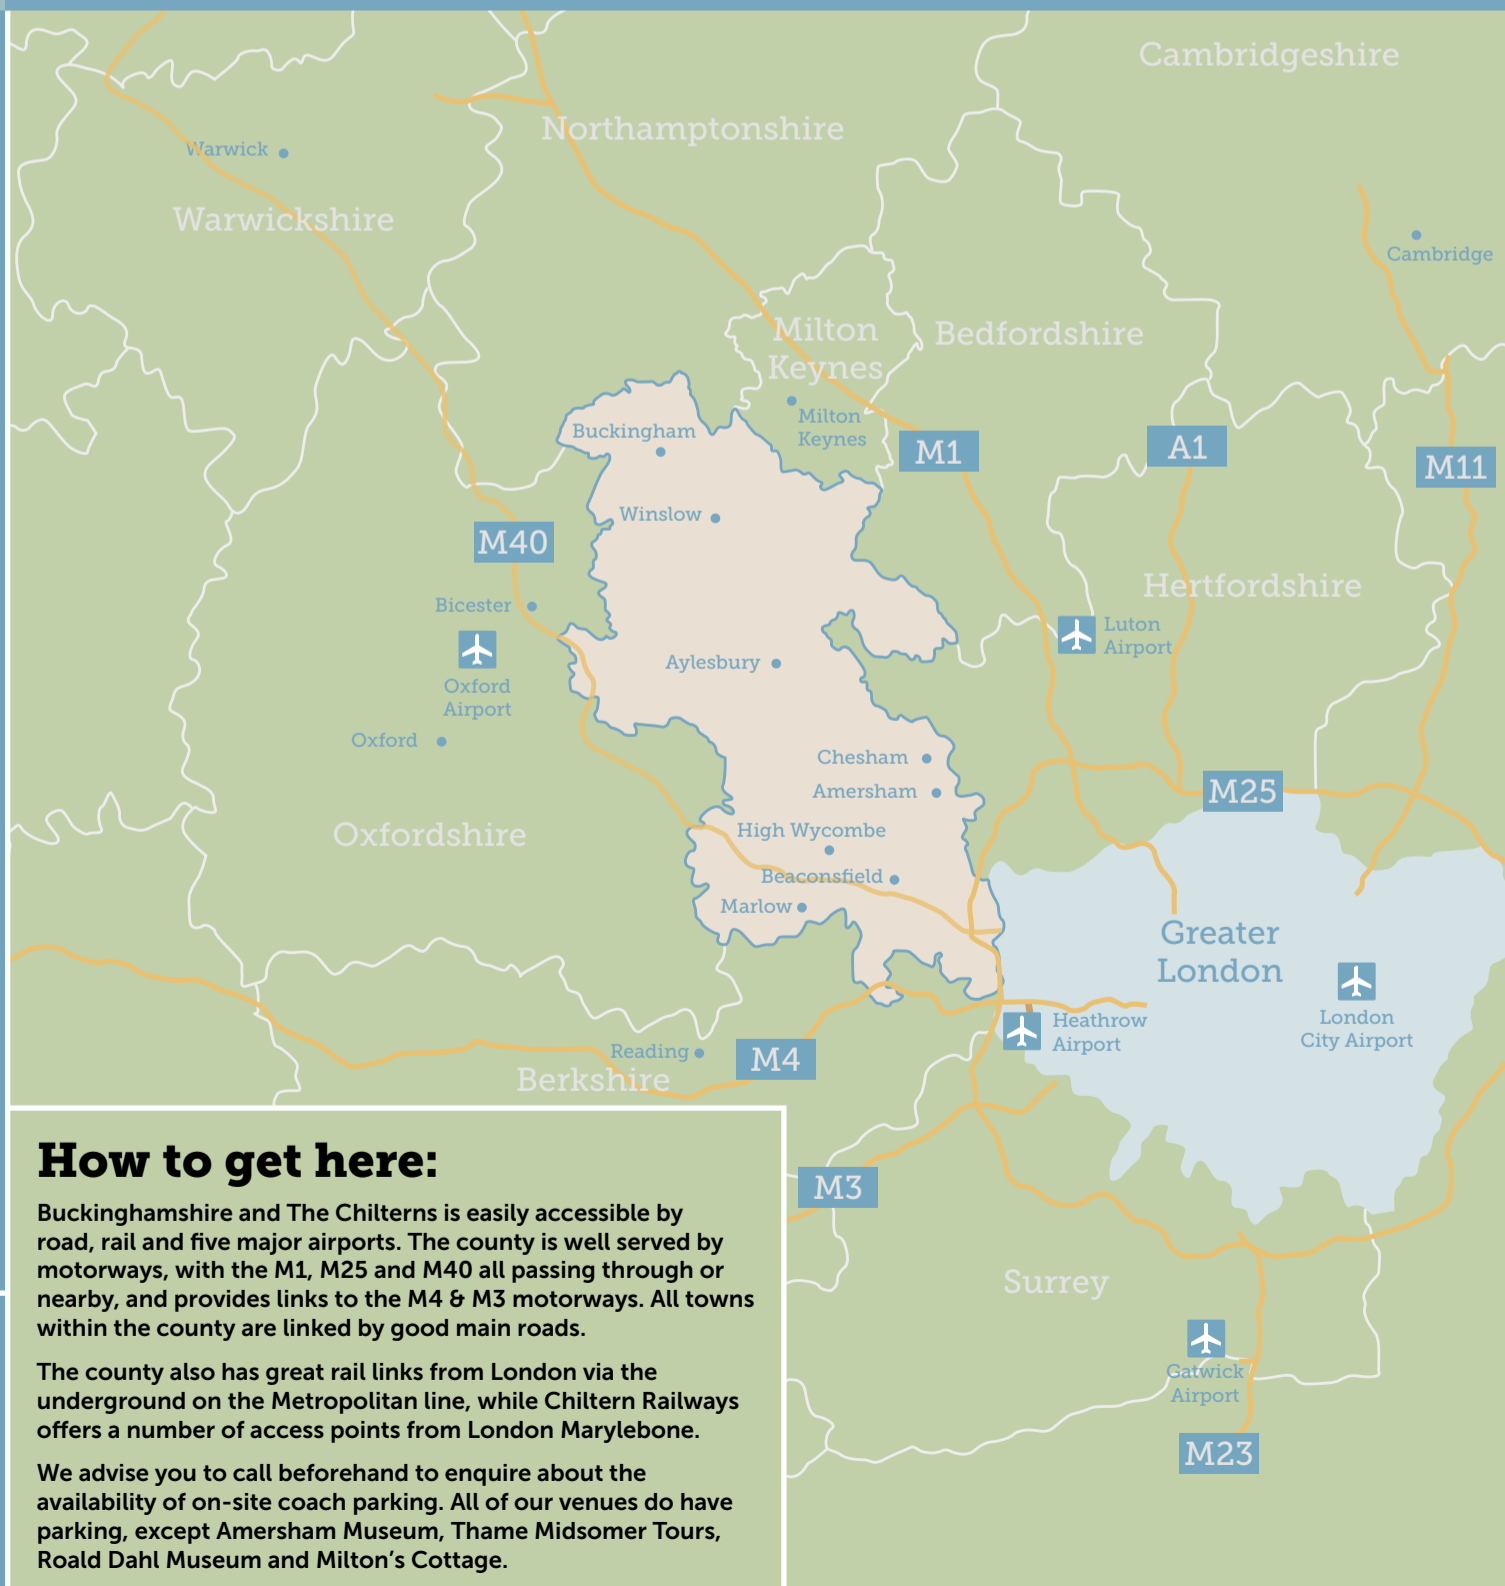 Cambridgeshire
Northamptonshire
Warwick
Warwickshire
Cambridge
Milton
Keynes
Bedfordshire
Milton
Keynes
Buckingham
M1
A1
M11
Winslow
M40
Hertfordshire
Bicester
Luton
Airport
Oxford
Airport
Aylesbury
Oxford
Chesham
Amersham
M25
Oxfordshire
High Wycombe
Beaconsfield
Marlow
Greater
London
Heathrow
Airport
London
City Airport
Reading
M4
Berkshire
M3
Surrey
Gatwick
Airport
M23
How to get here:
Buckinghamshire and The Chilterns is easily accessible by
road, rail and five major airports. The county is well served by
motorways, with the M1, M25 and M40 all passing through or
nearby, and provides links to the M4 & M3 motorways. All towns
within the county are linked by good main roads.
The county also has great rail links from London via the
underground on the Metropolitan line, while Chiltern Railways
offers a number of access points from London Marylebone.
We advise you to call beforehand to enquire about the
availability of on-site coach parking. All of our venues do have
parking, except Amersham Museum, Thame Midsomer Tours,
Roald Dahl Museum and Milton’s Cottage.